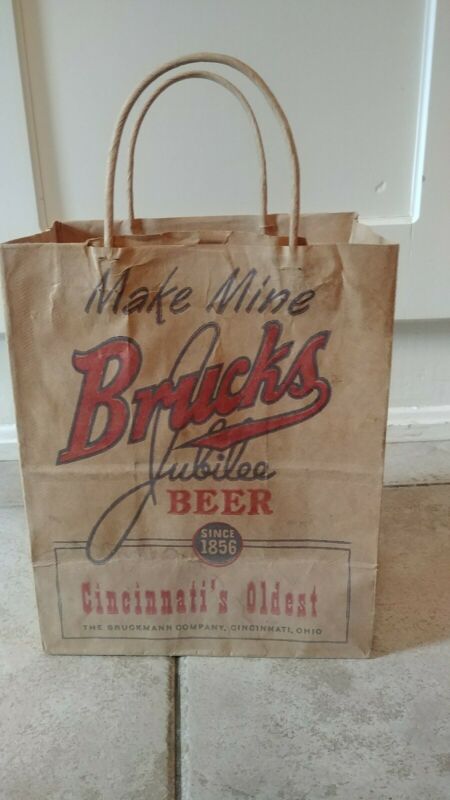 Make Mine
Brucks
Jubilee
BEER
SINCE
1856
Cincinnati's Oldest
THE BRUCKMANN COMPANY, CINCINNATI, OHIO